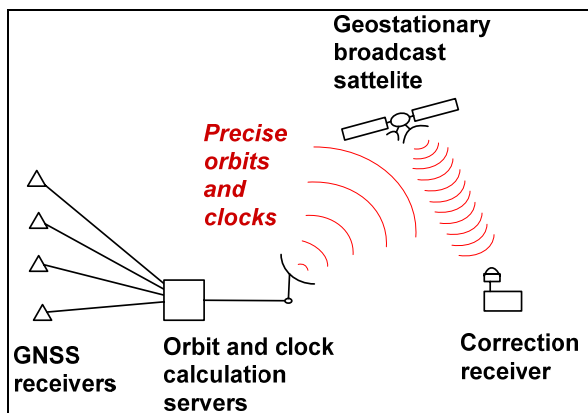 Geostationary
broadcast
sattelite
Precise
orbits
and
clocks
GNSS
receivers
Orbit and clock
calculation
servers
Correction
receiver